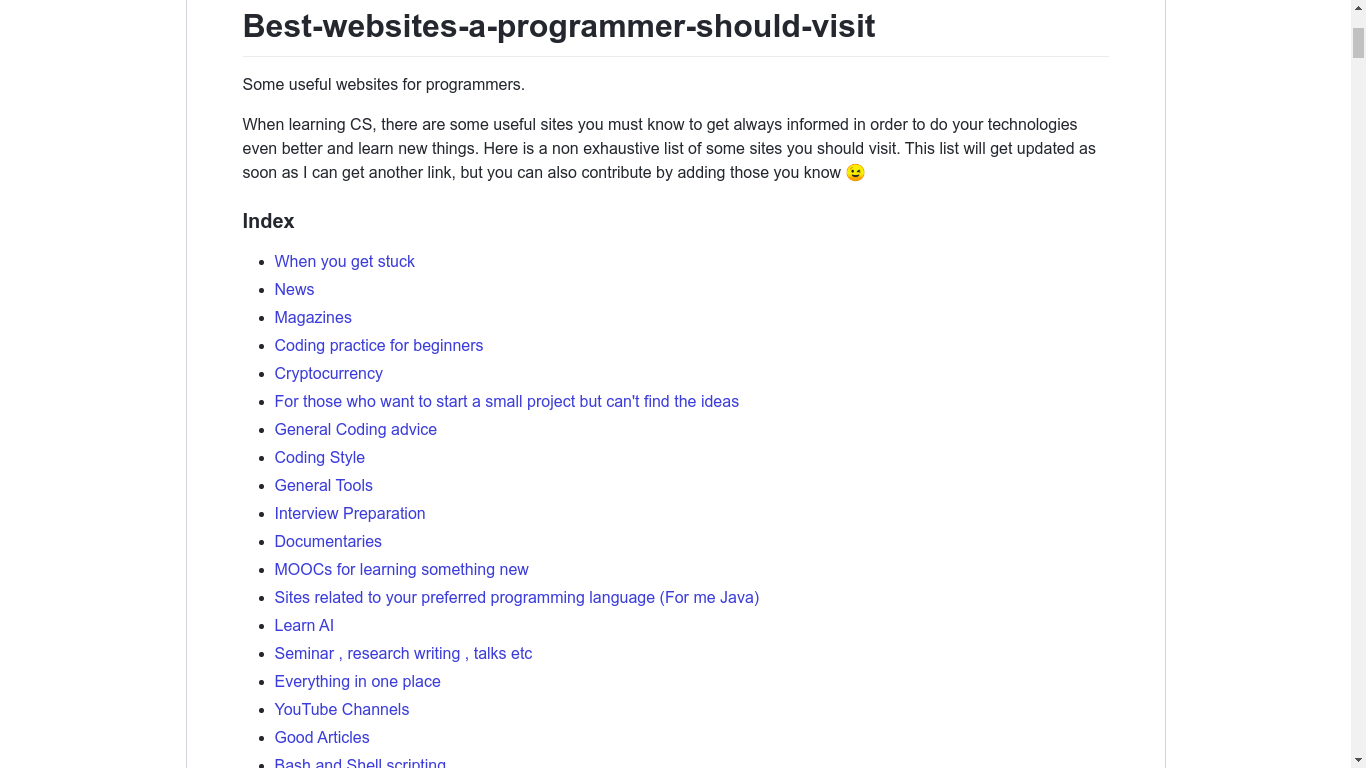 Best-websites-a-programmer-should-visit
Some useful websites for programmers.
When learning CS, there are some useful sites you must know to get always informed in order to do your technologies
even better and learn new things. Here is a non exhaustive list of some sites you should visit. This list will get updated as
soon as I can get another link, but you can also contribute by adding those you know 😉
Index
When you get stuck
News
Magazines
Coding practice for beginners
Cryptocurrency
For those who want to start a small project but can't find the ideas
General Coding advice
Coding Style
General Tools
Interview Preparation
Documentaries
MOOCs for learning something new
Sites related to your preferred programming language (For me Java)
Learn AI
Seminar , research writing , talks etc
Everything in one place
YouTube Channels
Good Articles
Bash and Shell scripting